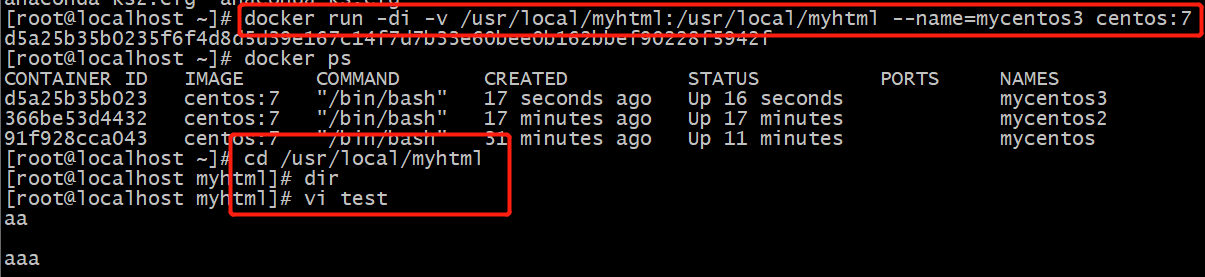 anaconda-ks2.cfg anaconda-ks.cfg
[root@localhost ~]# docker run -di -v /usr/local/myhtml:/usr/local/myhtml --name=mycentos3 centos:7
d5a25b35b0235f6f4d8d5d39e167c14f7d7b33e60bee0b162bbef90228f5942f
[root@localhost ~]# docker ps
CONTAINER ID IMAGE COMMAND CREATED STATUS PORTS NAMES
d5a25b35b023 centos:7 "/bin/bash" 17 seconds ago Up 16 seconds mycentos3
366be53d4432 centos:7 "/bin/bash" 17 minutes ago Up 17 minutes mycentos2
91f928cca043 centos:7 "/bin/bash" 31 minutes ago Up 11 minutes mycentos
[root@localhost ~]# cd /usr/local/myhtml
[root@localhost myhtml]# dir
[root@localhost myhtml]# vi test
aa
aaa